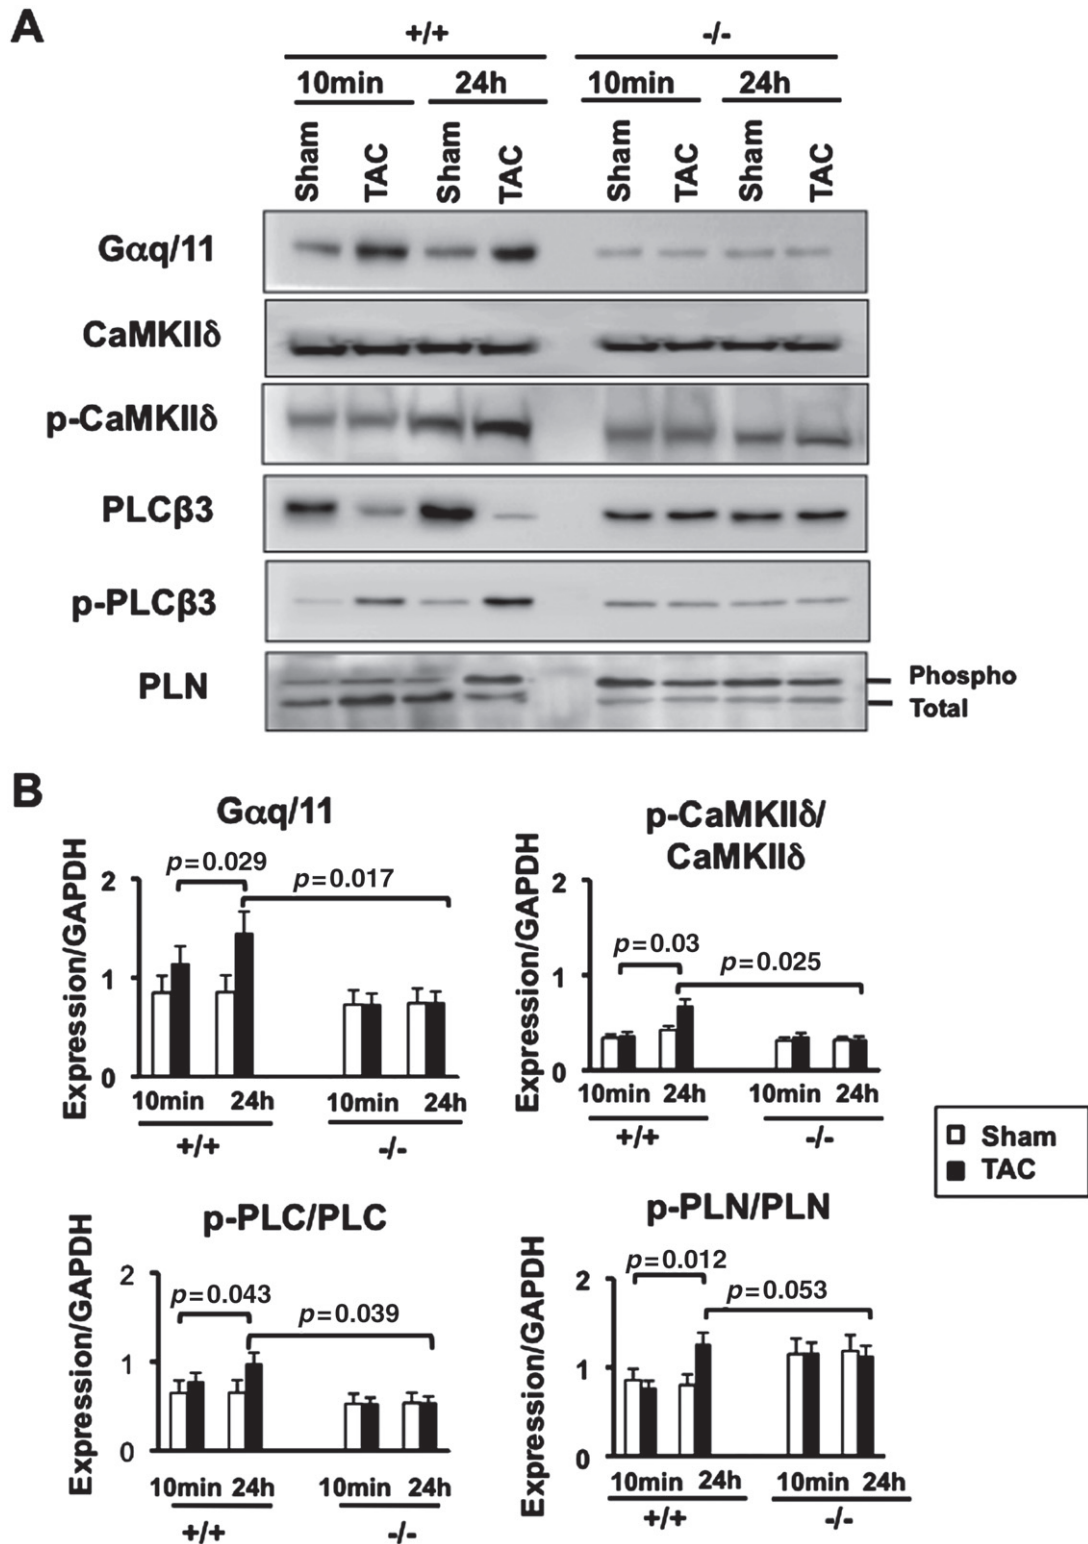 A
+/+ -/-
10min 24h 10min 24h
Sham TAC Sham TAC Sham TAC Sham TAC
Gαq/11
CaMKIIδ
p-CaMKIIδ
PLCβ3
p-PLCβ3
PLN
Phospho
Total
B
Gαq/11
Expression/GAPDH
2
1
0
p=0.029
p=0.017
10min 24h 10min 24h
+/+ -/-
p-CaMKIIδ/
CaMKIIδ
Expression/GAPDH
2
1
0
p=0.03
p=0.025
10min 24h 10min 24h
+/+ -/-
Sham
TAC
p-PLC/PLC
Expression/GAPDH
2
1
0
p=0.043
p=0.039
10min 24h 10min 24h
+/+ -/-
p-PLN/PLN
Expression/GAPDH
2
1
0
p=0.012
p=0.053
10min 24h 10min 24h
+/+ -/-